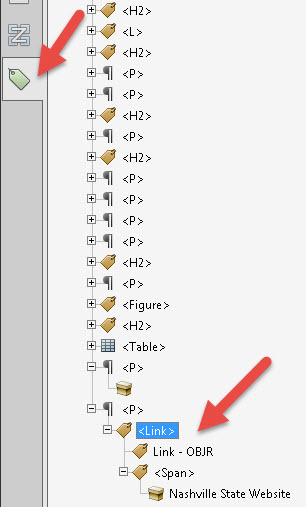 <H2>
<L>
<H2>
<P>
<P>
<H2>
<P>
<H2>
<P>
<P>
<P>
<P>
<H2>
<P>
<Figure>
<H2>
<Table>
<P>
<P>
<Link>
Link - OBJR
<Span>
Nashville State Website